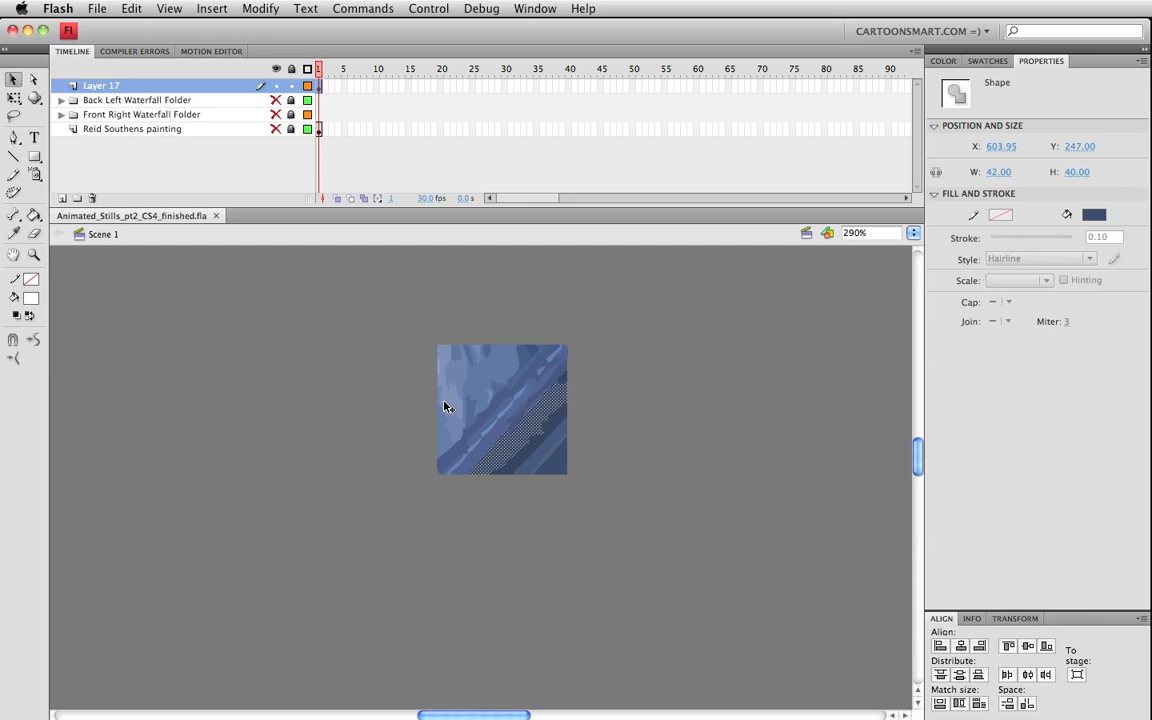 Flash File Edit View Insert Modify Text Commands Control Debug Window Help
Fl CARTOONSMART.COM =)
TIMELINE COMPILER ERRORS MOTION EDITOR
1 5 10 15 20 25 30 35 40 45 50 55 60 65 70 75 80 85 90
Layer 17
Back Left Waterfall Folder
Front Right Waterfall Folder
Reid Southens painting
1 30.0 fps 0.0 s
Animated_Stills_pt2_CS4_finished.fla
Scene 1 290%
COLOR SWATCHES PROPERTIES
Shape
POSITION AND SIZE
X: 603.95 Y: 247.00
W: 42.00 H: 40.00
FILL AND STROKE
Stroke: 0.10
Style: Hairline
Scale: Hinting
Cap:
Join: Miter: 3
ALIGN INFO TRANSFORM
Align:
To stage:
Distribute:
Match size: Space: